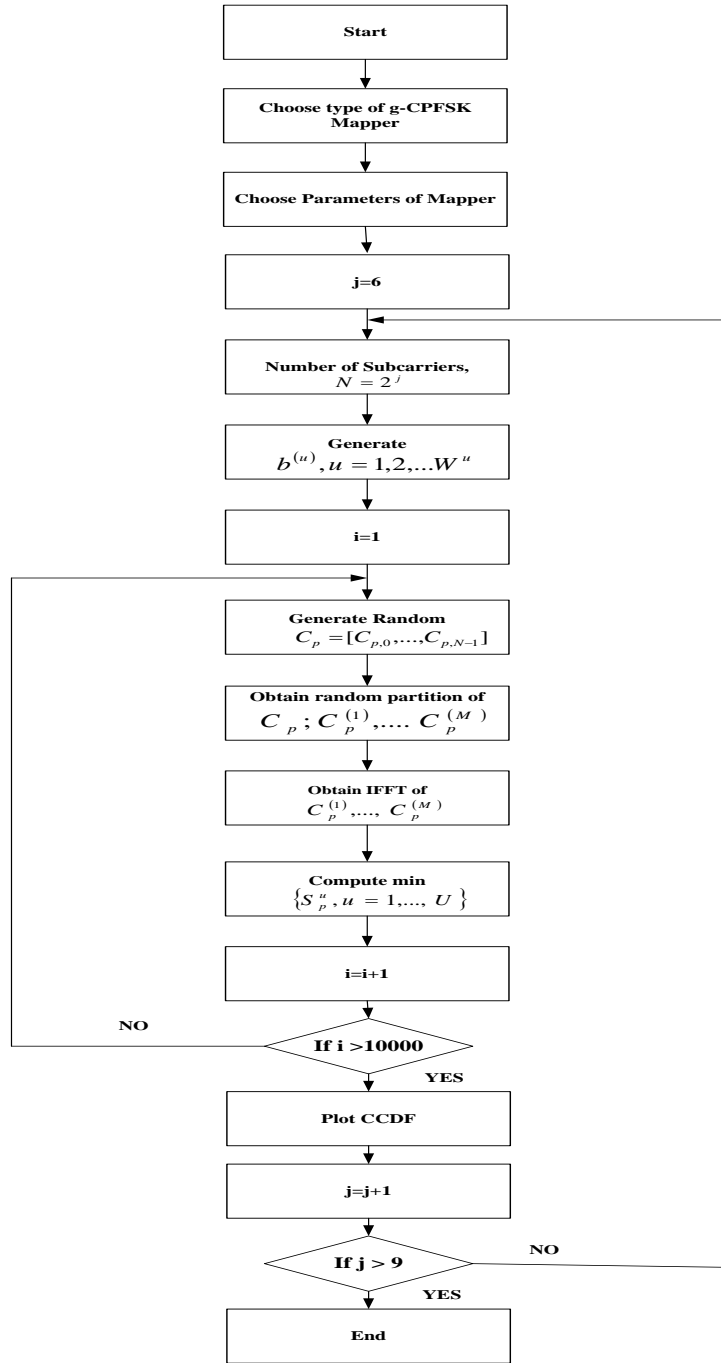 Start
Choose type of g-CPFSK
Mapper
Choose Parameters of Mapper
j=6
Number of Subcarriers,
N = 2^j
Generate
b^(u), u = 1,2,...W^u
i=1
Generate Random
C_p = [C_{p,0},...,C_{p,N-1}]
Obtain random partition of
C_p ; C_p^(1),.... C_p^(M)
Obtain IFFT of
C_p^(1),..., C_p^(M)
Compute min
{S_p^u, u = 1,..., U}
i=i+1
NO
If i >10000
YES
Plot CCDF
j=j+1
If j > 9
NO
YES
End